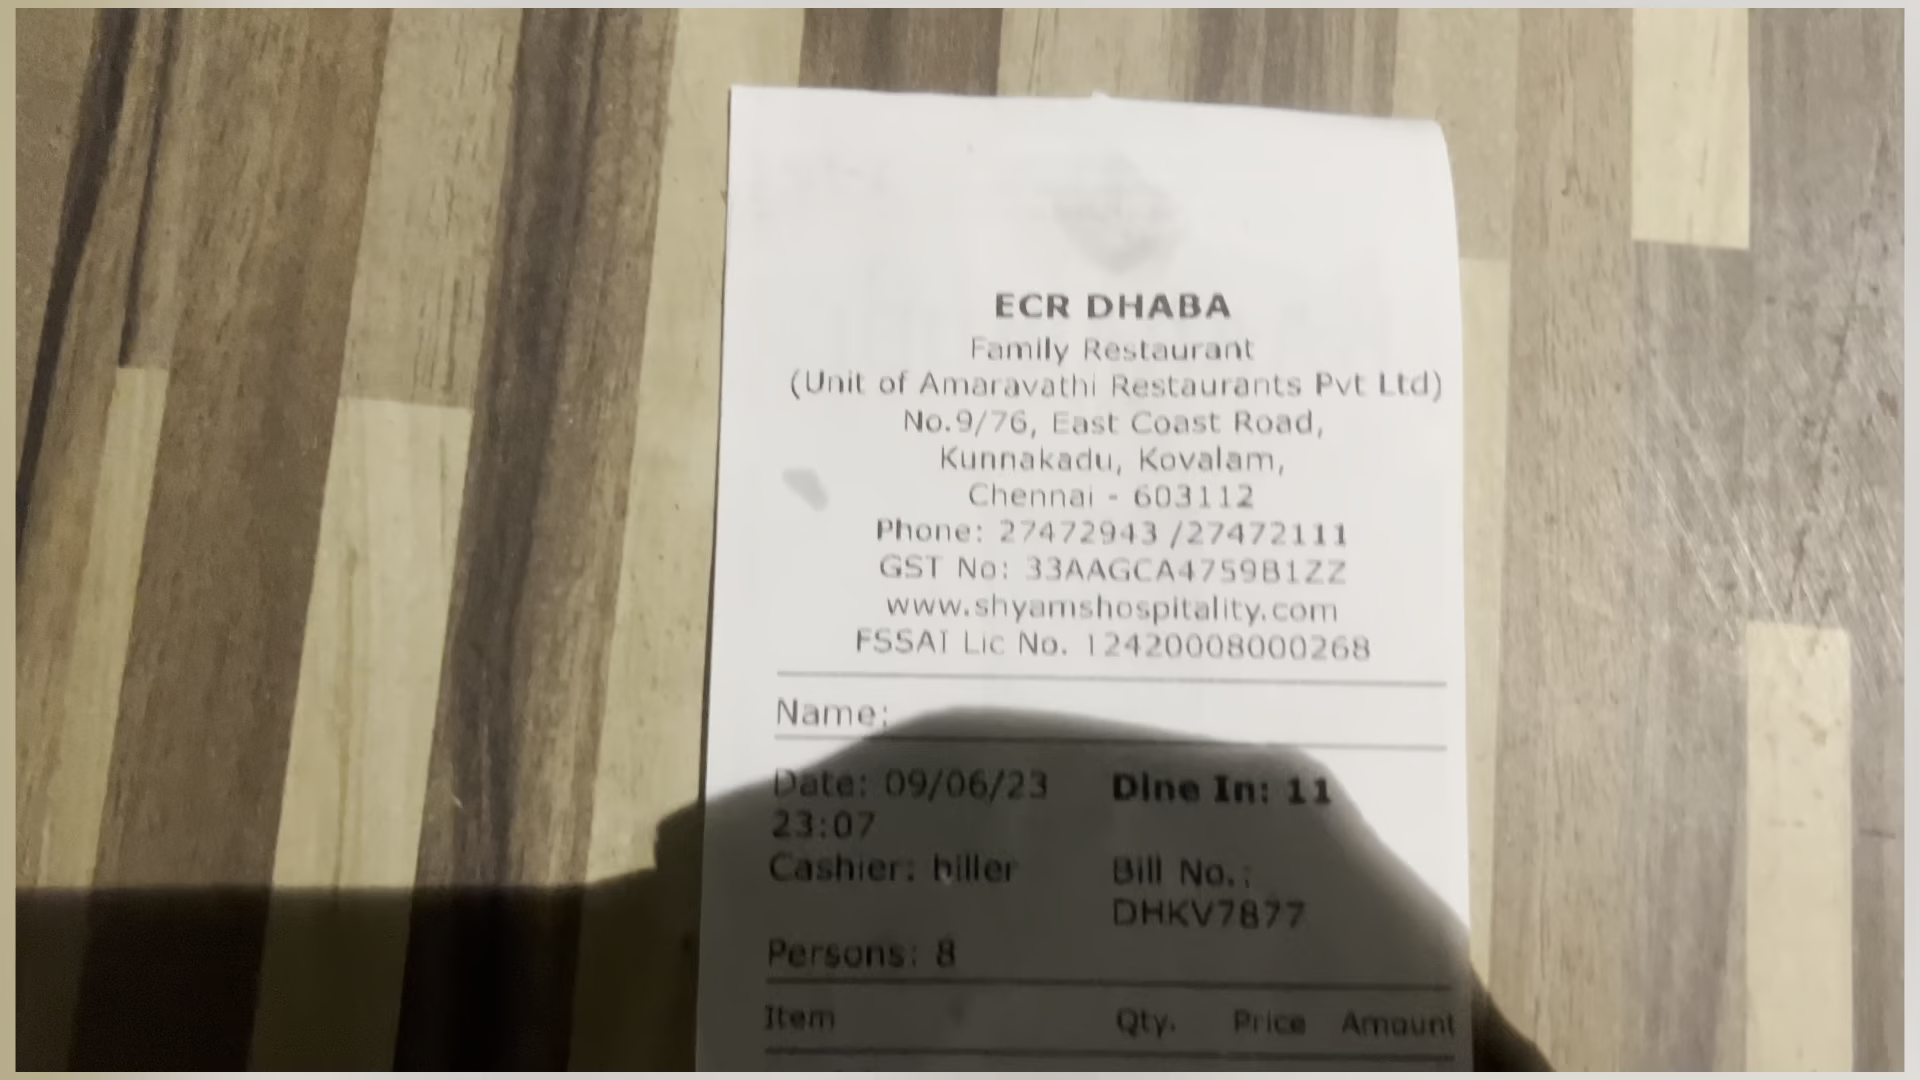 ECR DHABA
Family Restaurant
(Unit of Amaravathi Restaurants Pvt Ltd)
No.9/76, East Coast Road,
Kunnakadu, Kovalam,
Chennai - 603112
Phone: 27472943 /27472111
GST No: 33AAGCA4759B1ZZ
www.shyamshospitality.com
FSSAI Lic No. 12420008000268
Name:
Date: 09/06/23 Dine In: 11
23:07
Cashier: biller Bill No.:
DHKV7877
Persons: 8
Item Qty. Price Amount